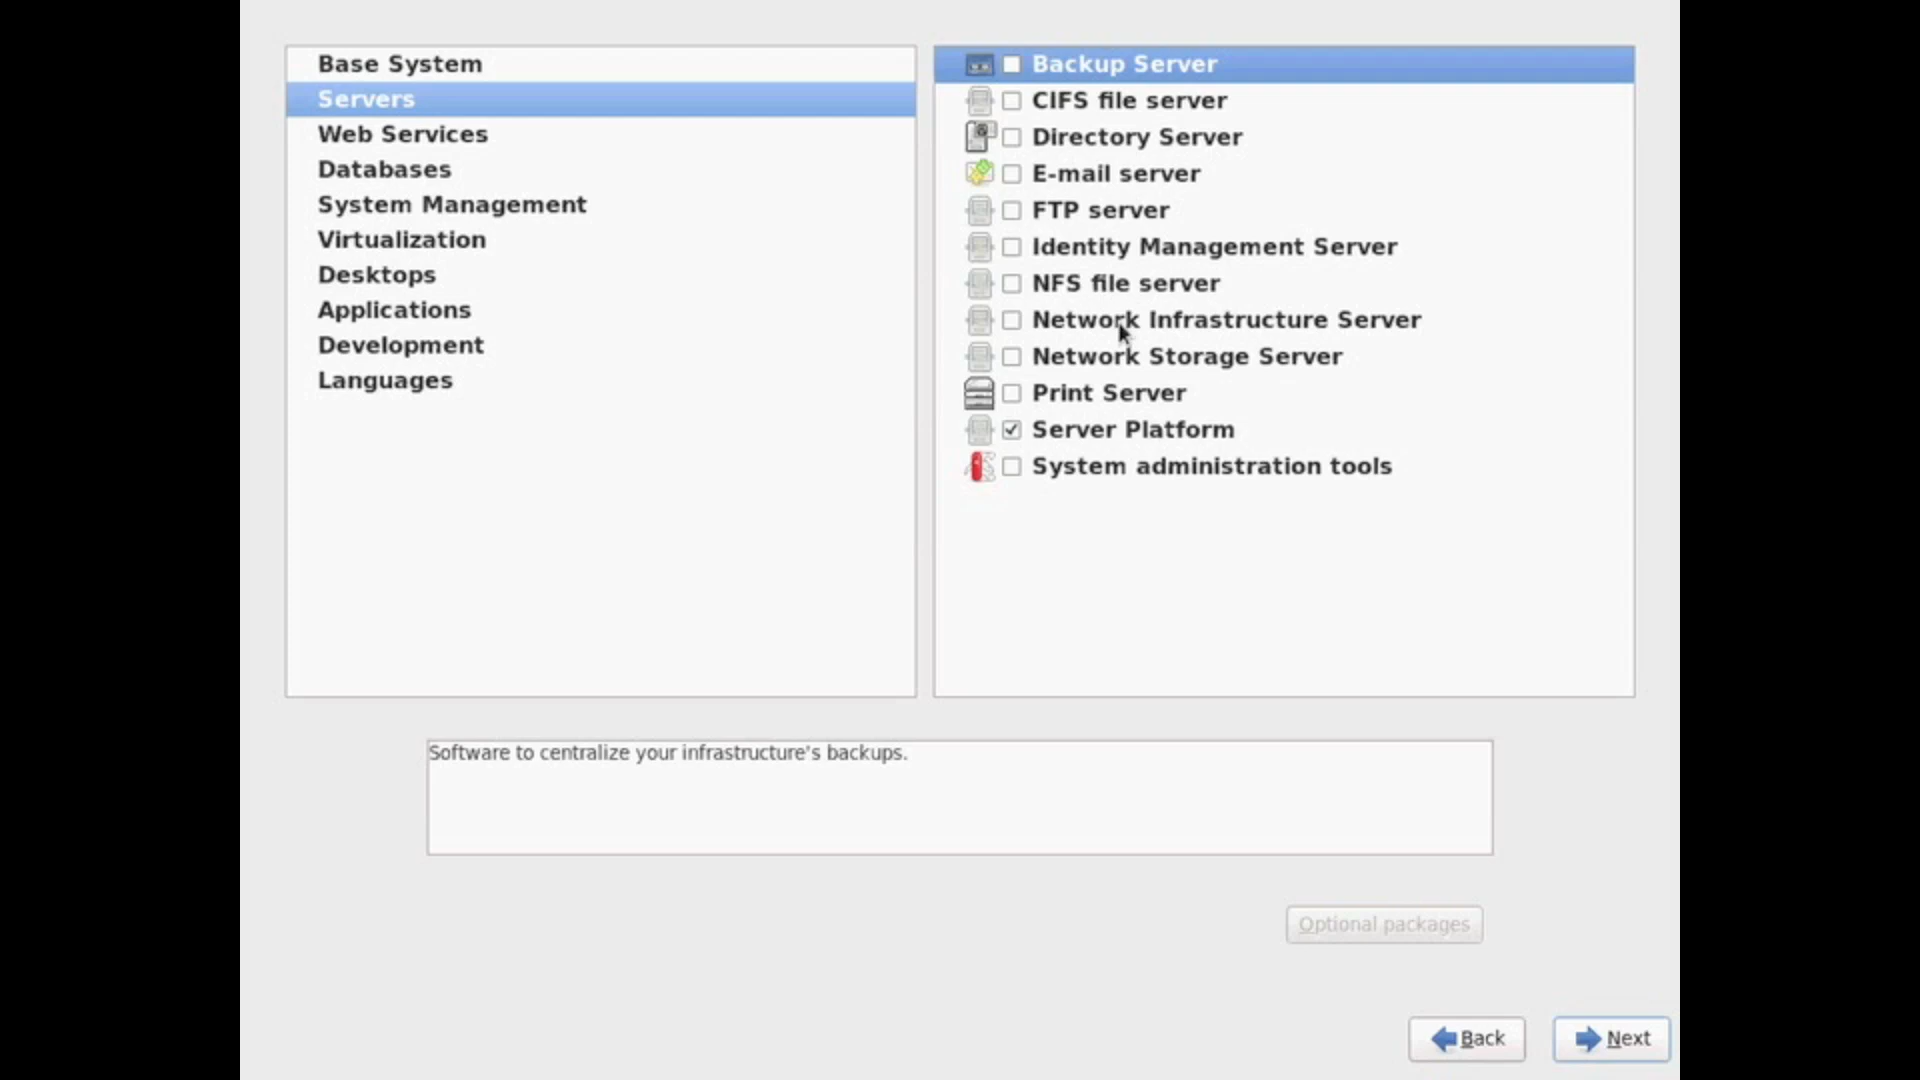 Base System
Servers
Web Services
Databases
System Management
Virtualization
Desktops
Applications
Development
Languages
Backup Server
CIFS file server
Directory Server
E-mail server
FTP server
Identity Management Server
NFS file server
Network Infrastructure Server
Network Storage Server
Print Server
Server Platform
System administration tools
Software to centralize your infrastructure's backups.
Optional packages
Back
Next